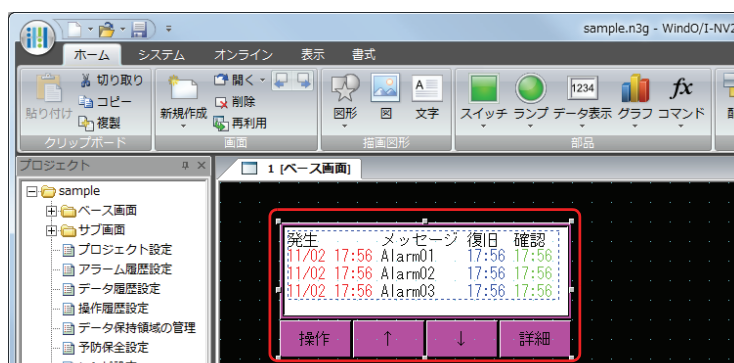 sample.n3g - WindO/I-NV2
ホーム システム オンライン 表示 書式
貼り付け 切り取り コピー 複製
クリップボード
新規作成 開く 削除 再利用
画面
図形 図 文字
描画図形
1234 fx
スイッチ ランプ データ表示 グラフ コマンド
部品
プロジェクト
1 [ベース画面]
sample
ベース画面
サブ画面
プロジェクト設定
アラーム履歴設定
データ履歴設定
操作履歴設定
データ保持領域の管理
予防保全設定
発生 メッセージ 復旧 確認
11/02 17:56 Alarm01 17:56 17:56
11/02 17:56 Alarm02 17:56 17:56
11/02 17:56 Alarm03 17:56 17:56
操作 ↑ ↓ 詳細